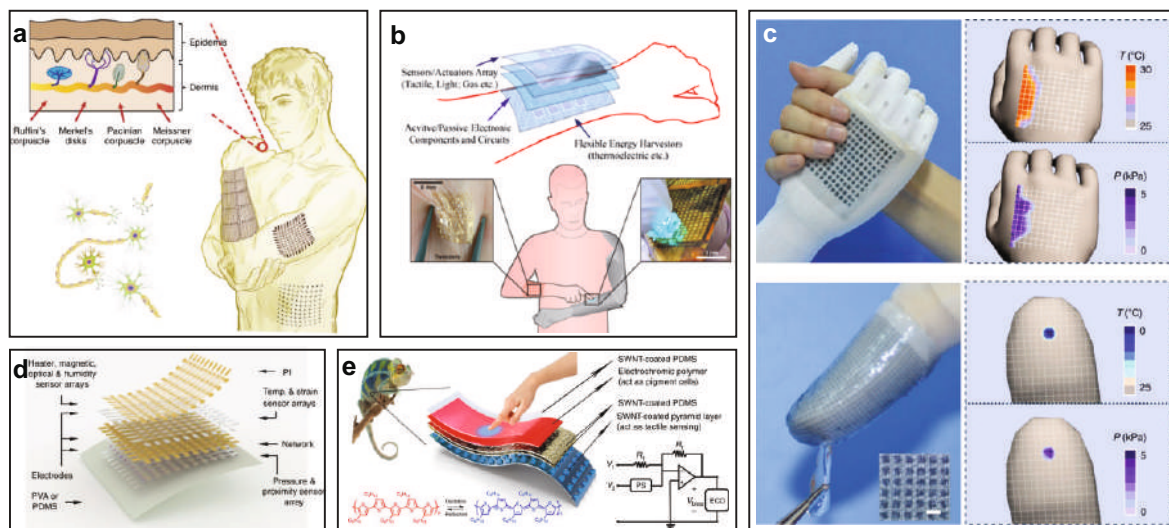 a
Epidemis
Dermis
Ruffini's
corpuscle
Merkel's
disks
Pacinian
corpuscle
Meissner
corpuscle
b
Sensors/Actuators Array
(Tactile, Light; Gas etc.)
Acvitve/Passive Electronic
Components and Circuits
Flexible Energy Harvestors
(thermoelectric etc.)
c
T (°C)
30
25
P (kPa)
5
0
T (°C)
0
25
P (kPa)
5
0
d
Heater, magnetic,
optical & humidity
sensor arrays
Electrodes
PVA or
PDMS
PI
Temp. & strain
sensor arrays
Network
Pressure &
proximity sensor
array
e
SWNT-coated PDMS
Electrochromic polymer
(act as pigment cells)
SWNT-coated PDMS
SWNT-coated pyramid layer
(act as tactile sensing)
PS
ECD